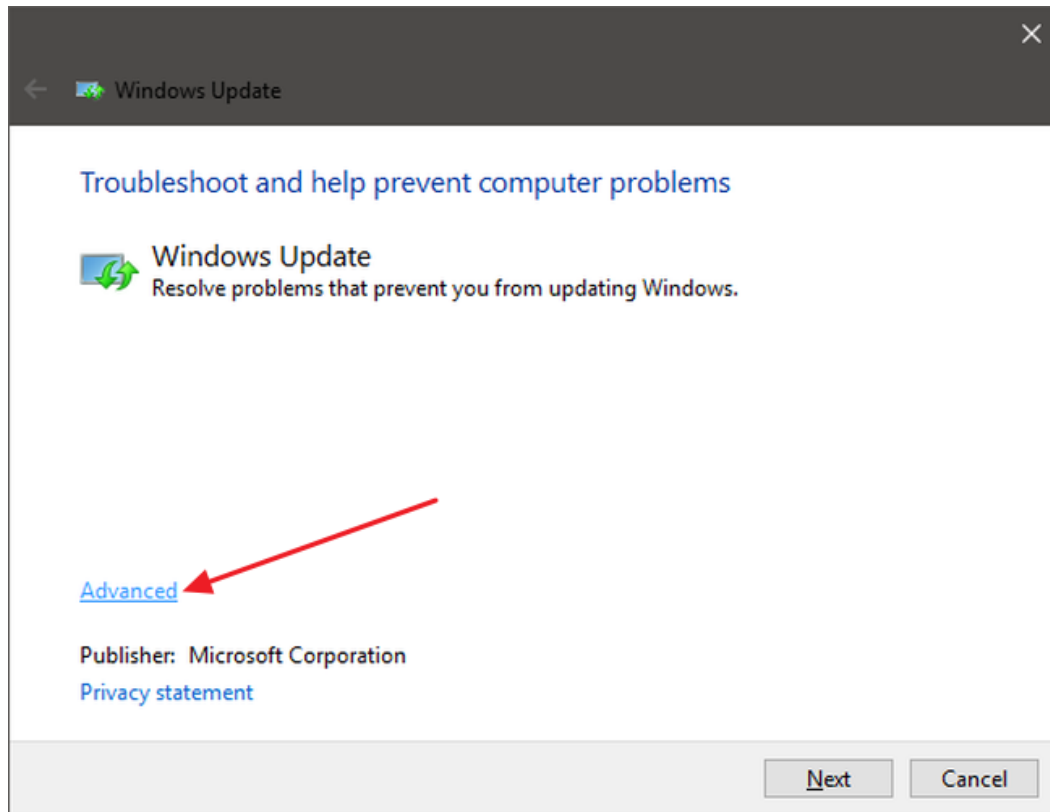 Windows Update
Troubleshoot and help prevent computer problems
Windows Update
Resolve problems that prevent you from updating Windows.
Advanced
Publisher: Microsoft Corporation
Privacy statement
Next
Cancel